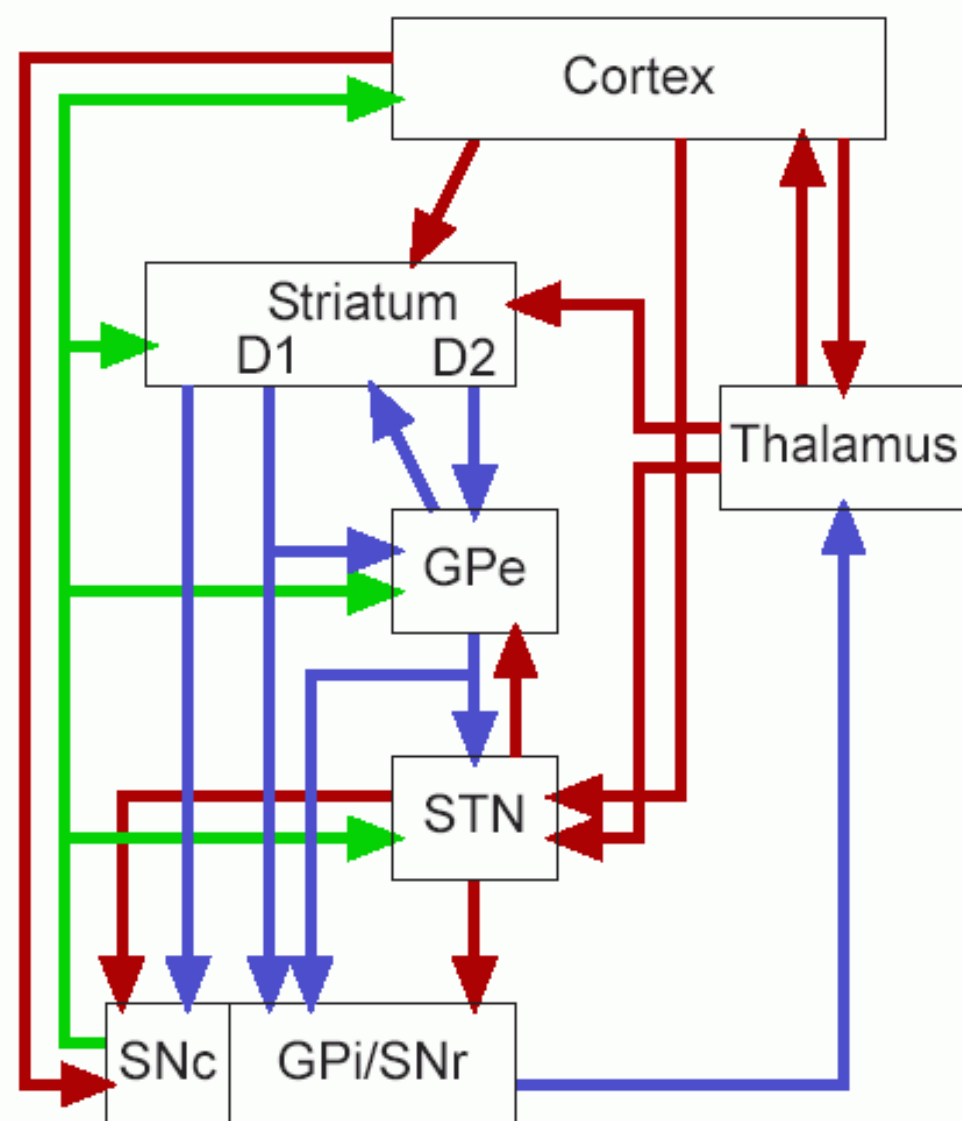 Cortex
Striatum
D1 D2
Thalamus
GPe
STN
SNc GPi/SNr